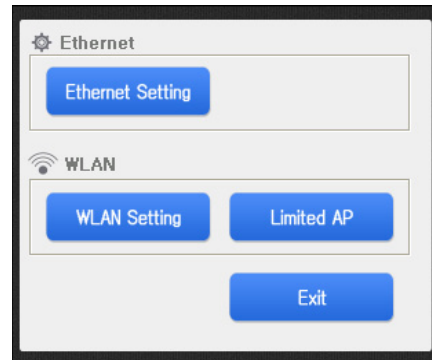 Ethernet
Ethernet Setting
WLAN
WLAN Setting
Limited AP
Exit